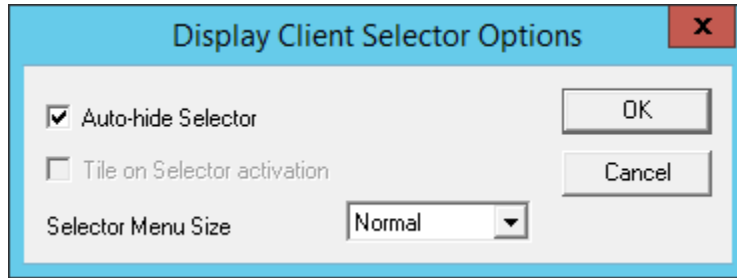 Display Client Selector Options
x
Auto-hide Selector
OK
Tile on Selector activation
Cancel
Selector Menu Size
Normal